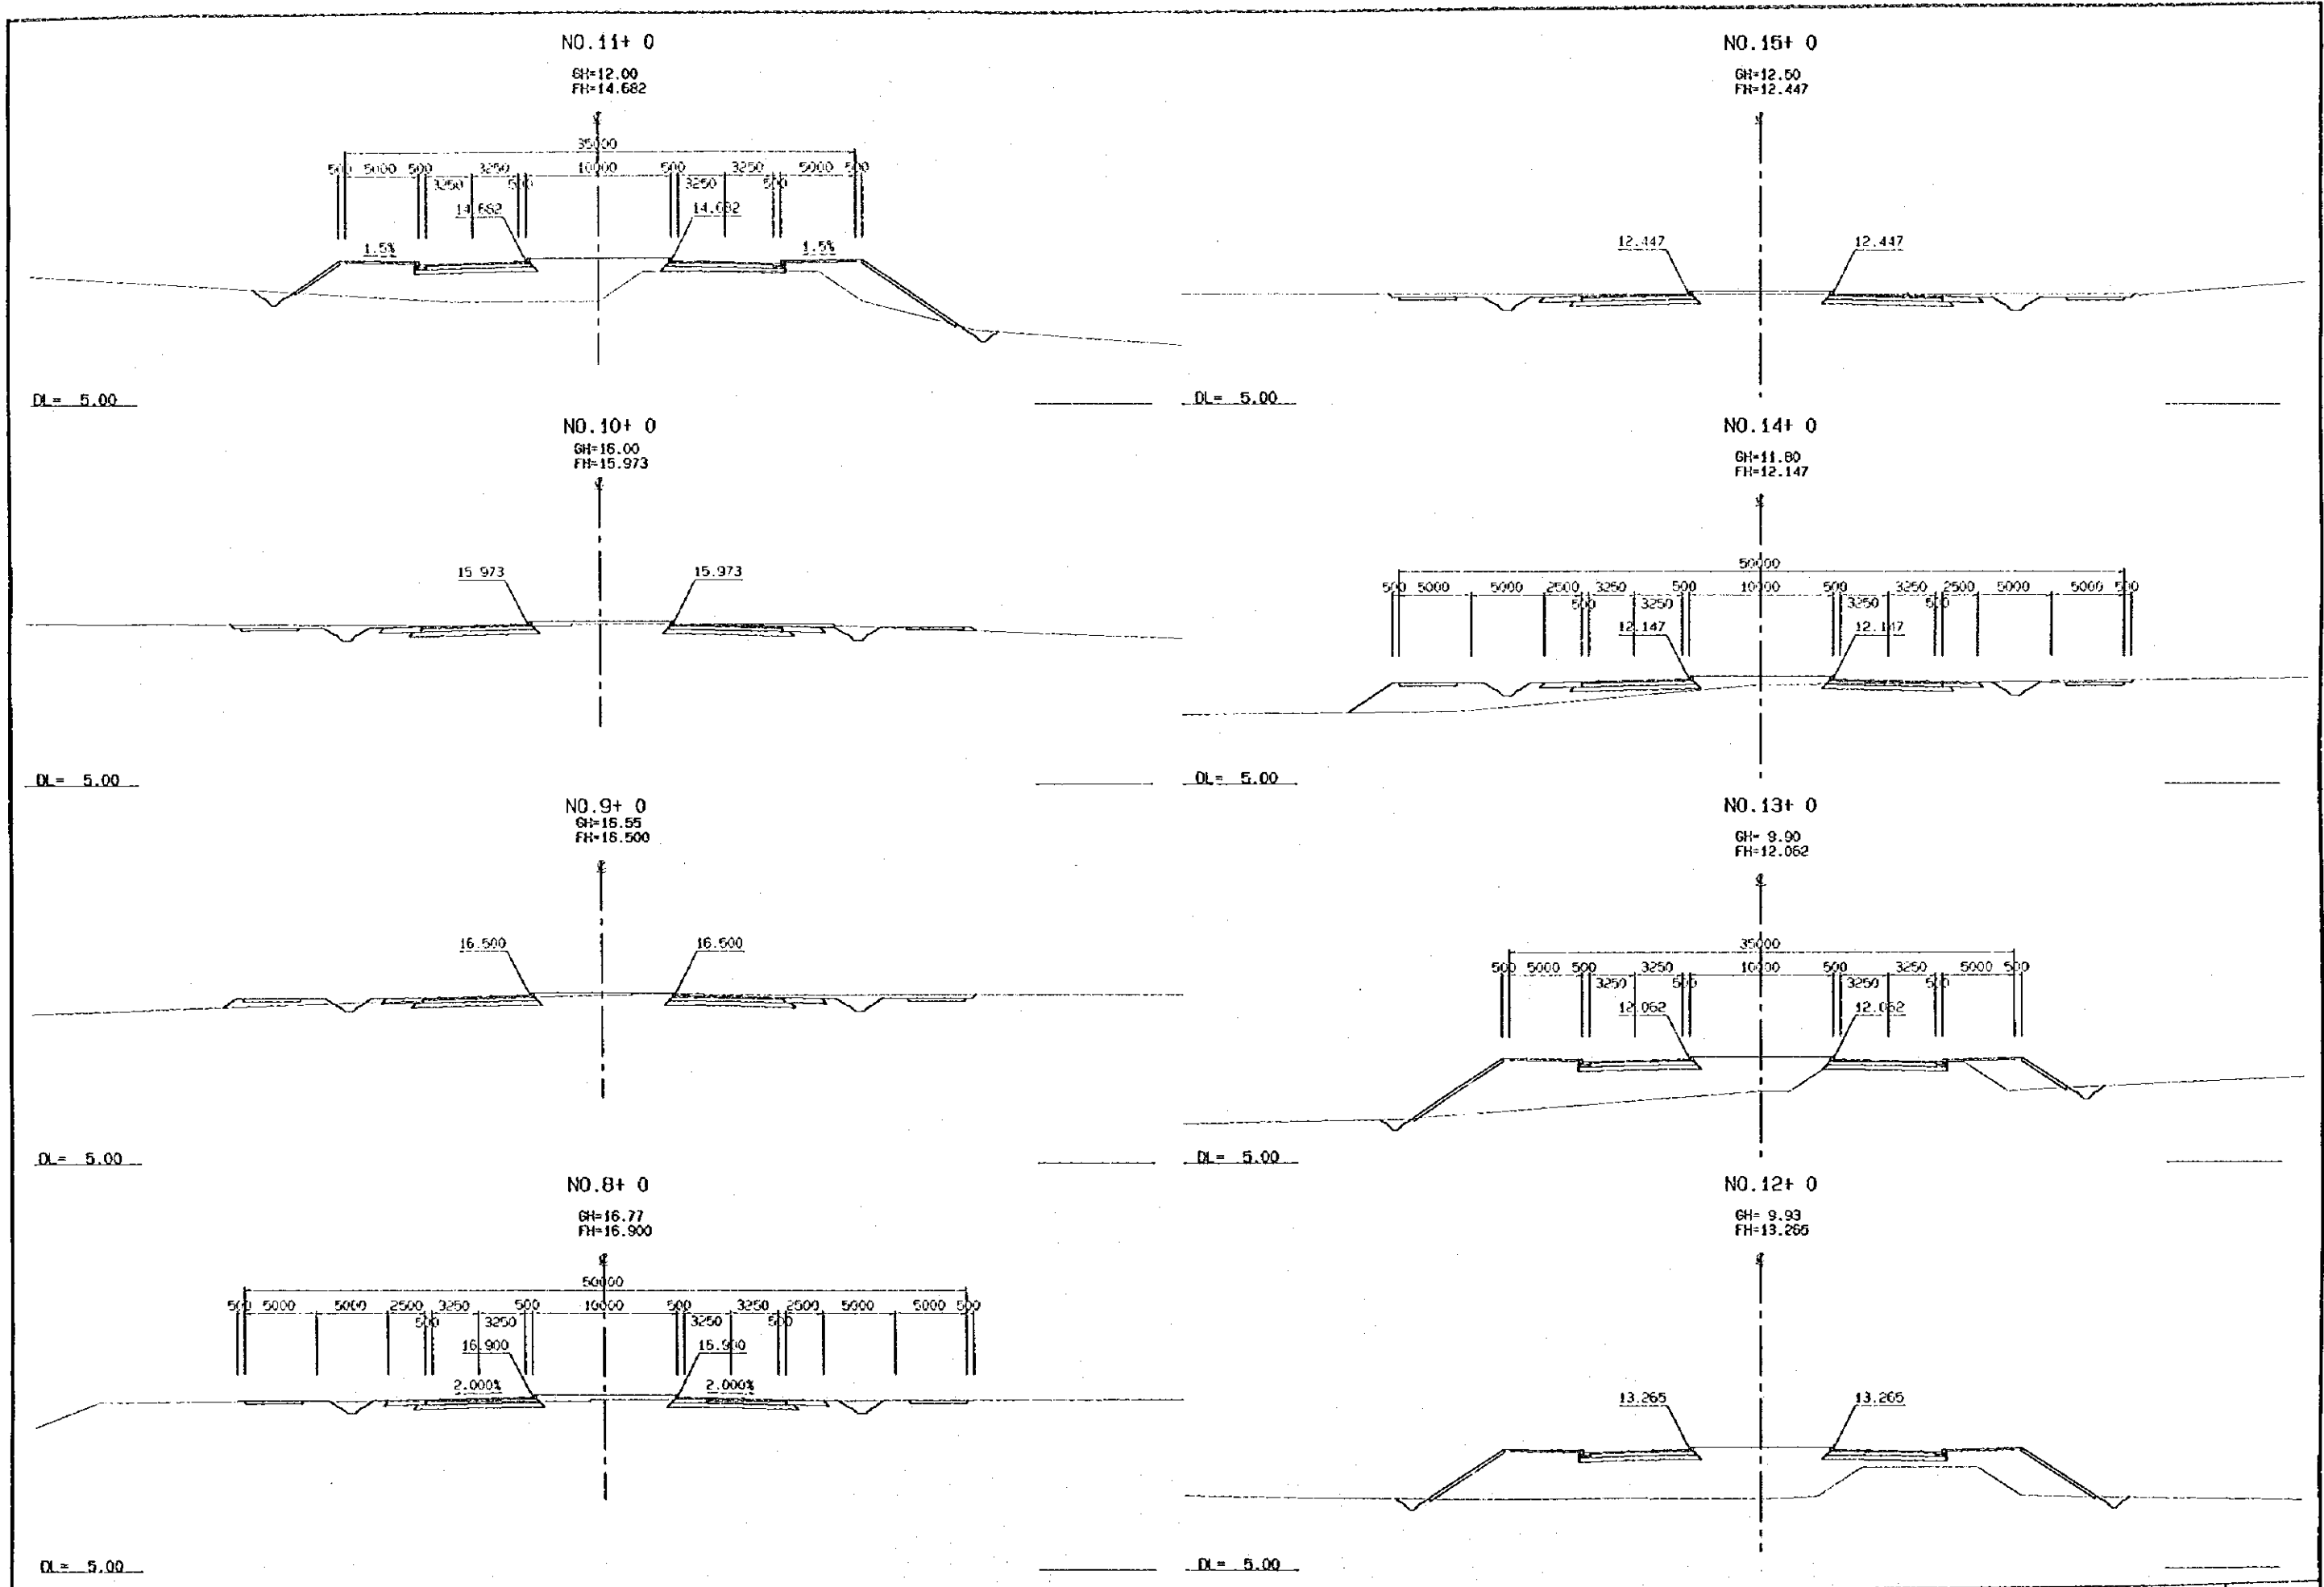 NO.11+ 0
GH=12.00
FH=14.682
35000
500 5000 500 3250 10000 500 3250 5000 500
3250 500 3250 500
14.682 14.682
1.5% 1.5%
DL= 5.00
NO.10+ 0
GH=16.00
FH=15.973
15.973 15.973
DL= 5.00
NO.9+ 0
GH=16.55
FH=16.500
16.500 16.500
DL= 5.00
NO.8+ 0
GH=16.77
FH=16.900
50000
500 5000 5000 2500 3250 500 10000 500 3250 2500 5000 5000 500
500 3250 3250 500
16.900 16.900
2.000% 2.000%
DL= 5.00
NO.15+ 0
GH=12.50
FH=12.447
12.447 12.447
DL= 5.00
NO.14+ 0
GH=11.80
FH=12.147
50000
500 5000 5000 2500 3250 500 10000 500 3250 2500 5000 5000 500
500 3250 3250 500
12.147 12.147
DL= 5.00
NO.13+ 0
GH= 9.90
FH=12.062
35000
500 5000 500 3250 10000 500 3250 5000 500
3250 500 3250 500
12.062 12.062
DL= 5.00
NO.12+ 0
GH= 9.93
FH=13.265
13.265 13.265
DL= 5.00